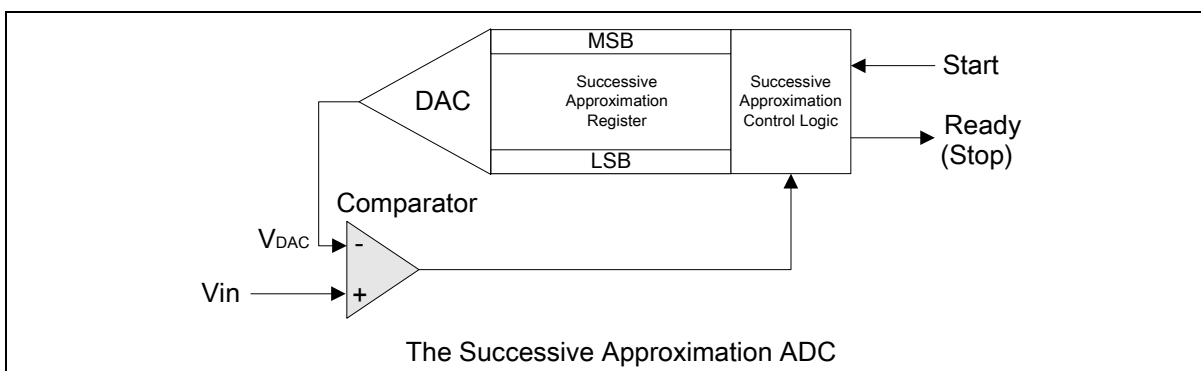 MSB
DAC
Successive
Approximation
Register
Successive
Approximation
Control Logic
Start
Ready
(Stop)
LSB
Comparator
VDAC
-
Vin
+
The Successive Approximation ADC